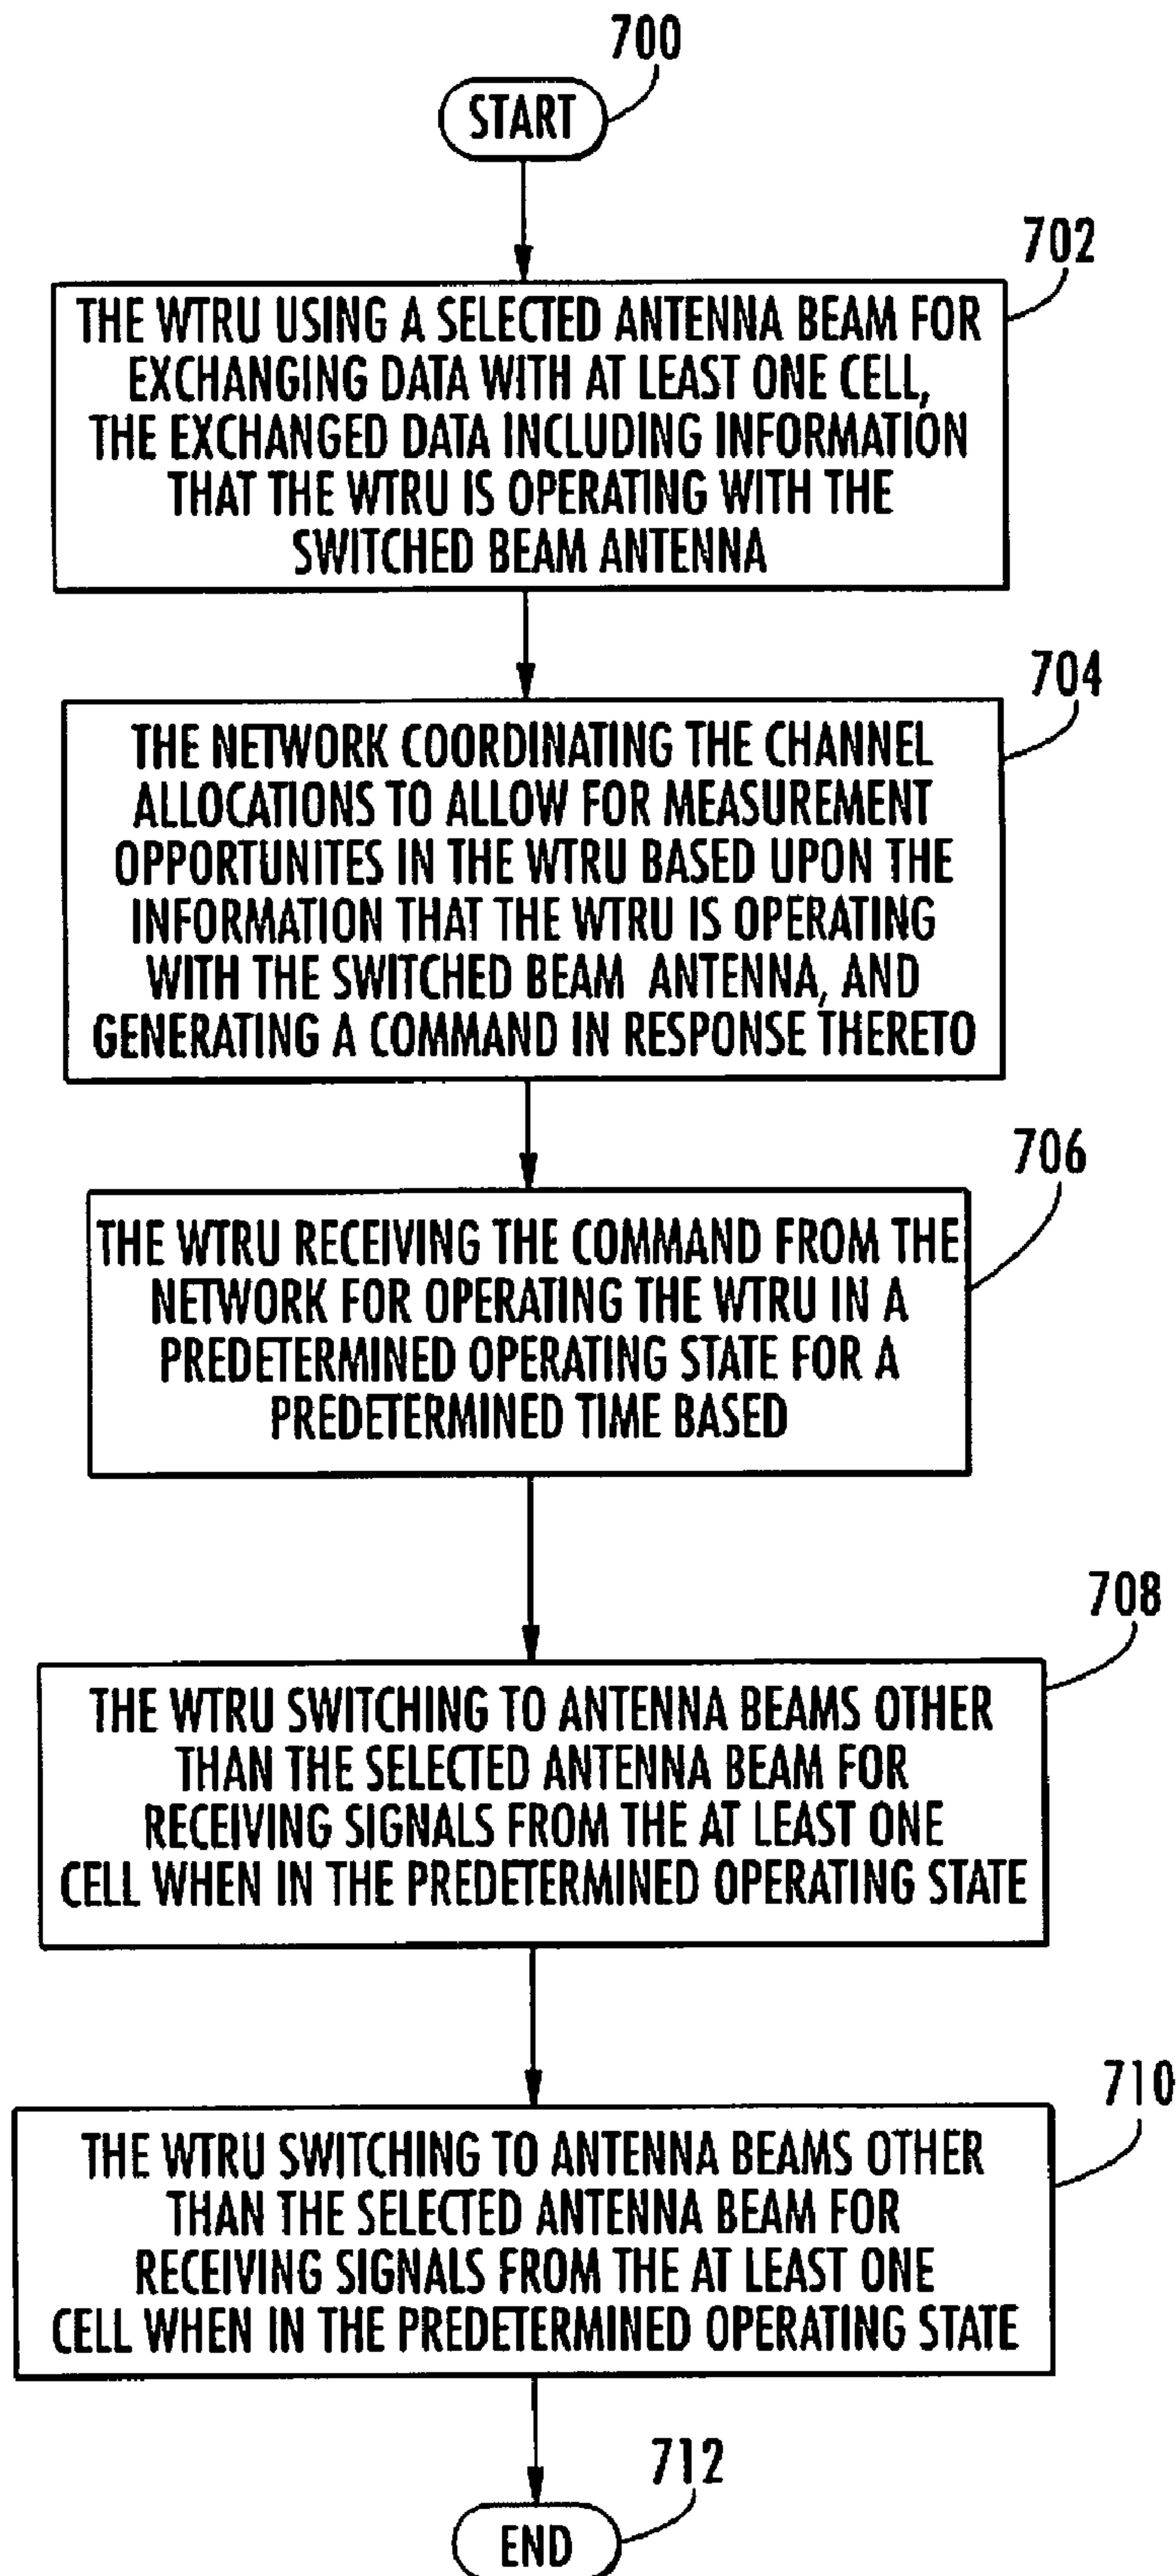 700
START
702
THE WTRU USING A SELECTED ANTENNA BEAM FOR
EXCHANGING DATA WITH AT LEAST ONE CELL,
THE EXCHANGED DATA INCLUDING INFORMATION
THAT THE WTRU IS OPERATING WITH THE
SWITCHED BEAM ANTENNA
704
THE NETWORK COORDINATING THE CHANNEL
ALLOCATIONS TO ALLOW FOR MEASUREMENT
OPPORTUNITES IN THE WTRU BASED UPON THE
INFORMATION THAT THE WTRU IS OPERATING
WITH THE SWITCHED BEAM ANTENNA, AND
GENERATING A COMMAND IN RESPONSE THERETO
706
THE WTRU RECEIVING THE COMMAND FROM THE
NETWORK FOR OPERATING THE WTRU IN A
PREDETERMINED OPERATING STATE FOR A
PREDETERMINED TIME BASED
708
THE WTRU SWITCHING TO ANTENNA BEAMS OTHER
THAN THE SELECTED ANTENNA BEAM FOR
RECEIVING SIGNALS FROM THE AT LEAST ONE
CELL WHEN IN THE PREDETERMINED OPERATING STATE
710
THE WTRU SWITCHING TO ANTENNA BEAMS OTHER
THAN THE SELECTED ANTENNA BEAM FOR
RECEIVING SIGNALS FROM THE AT LEAST ONE
CELL WHEN IN THE PREDETERMINED OPERATING STATE
712
END